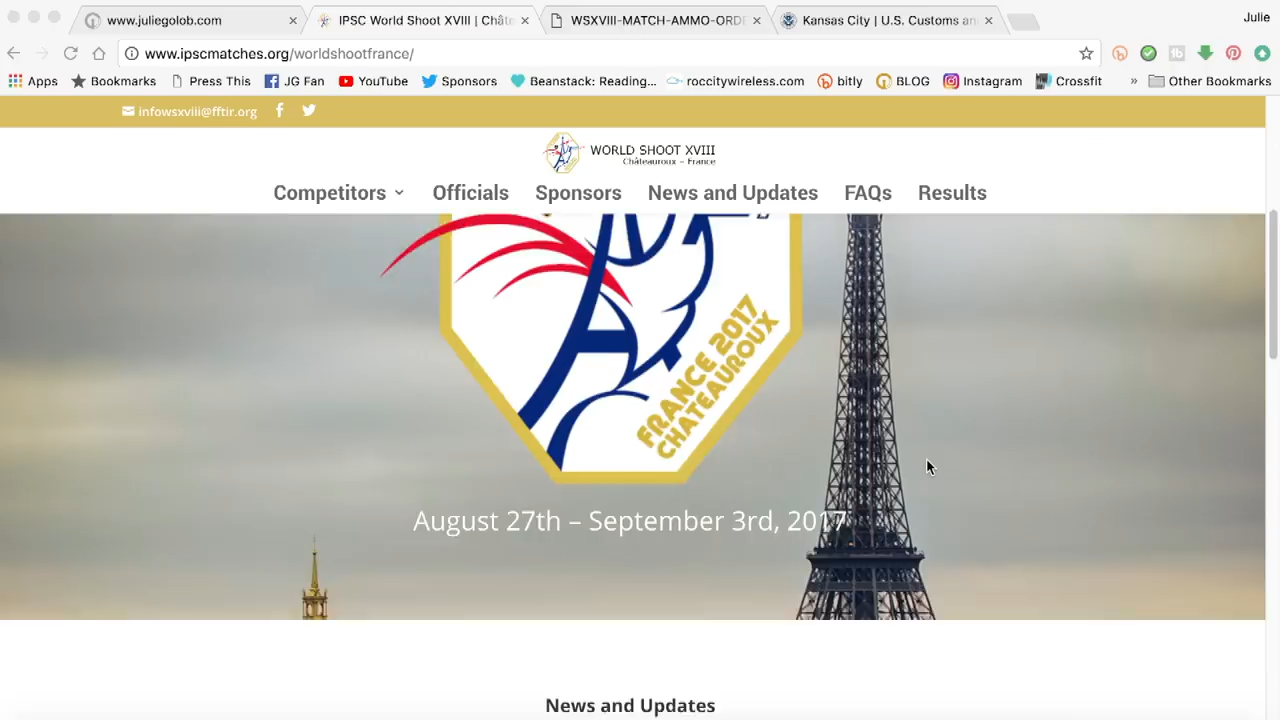 www.juliegolob.com
IPSC World Shoot XVIII | Chât
WSXVIII-MATCH-AMMO-ORDE
Kansas City | U.S. Customs an
Julie
www.ipscmatches.org/worldshootfrance/
Apps Bookmarks Press This JG Fan YouTube Sponsors Beanstack: Reading... roccitywireless.com bitly BLOG Instagram Crossfit » Other Bookmarks
infowsxviii@fftir.org
WORLD SHOOT XVIII
Châteauroux – France
Competitors Officials Sponsors News and Updates FAQs Results
FRANCE 2017
CHATEAUROUX
August 27th – September 3rd, 2017
News and Updates